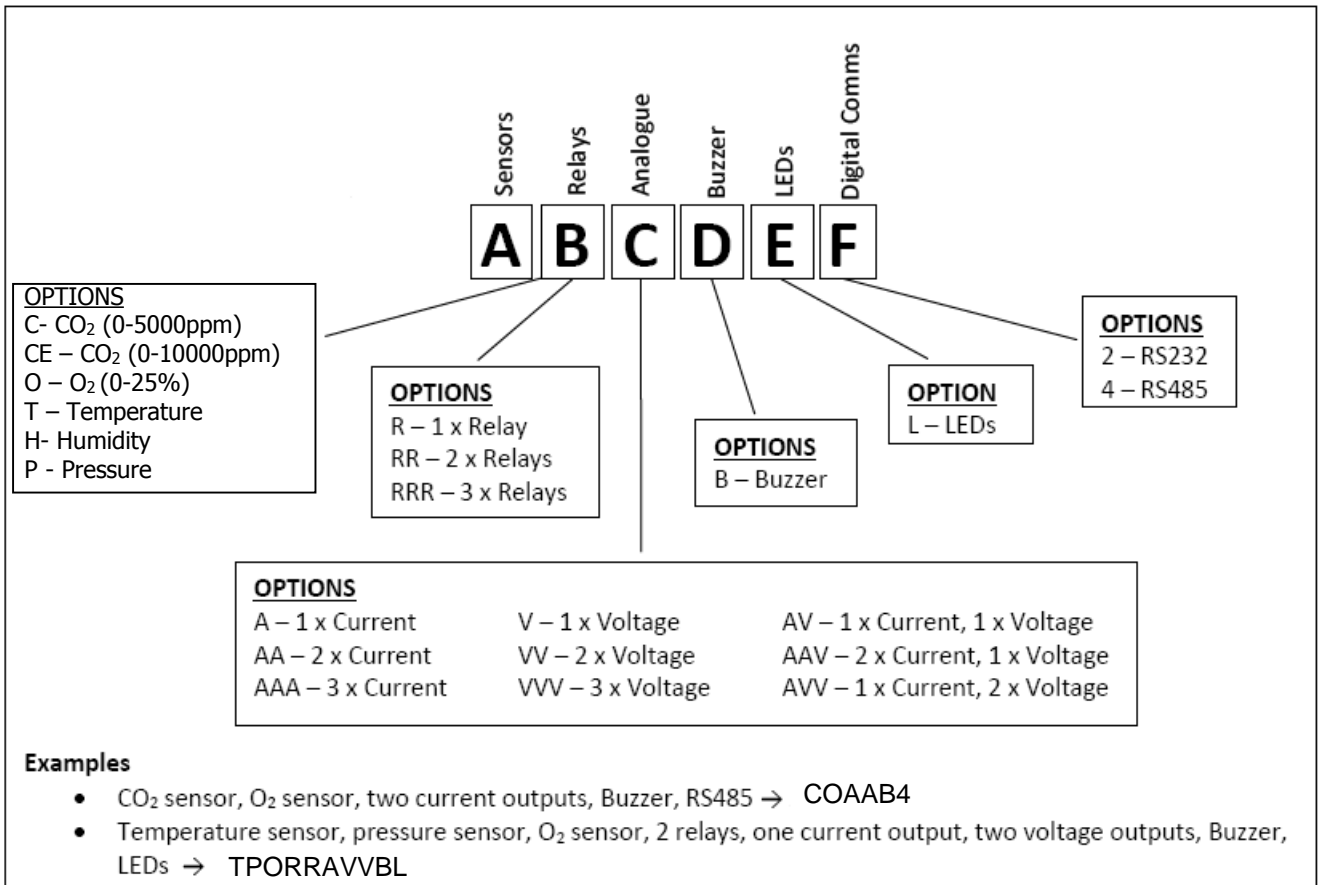 Sensors
Relays
Analogue
Buzzer
LEDs
Digital Comms
A B C D E F
OPTIONS
C- CO₂ (0-5000ppm)
CE – CO₂ (0-10000ppm)
O – O₂ (0-25%)
T – Temperature
H- Humidity
P - Pressure
OPTIONS
R – 1 x Relay
RR – 2 x Relays
RRR – 3 x Relays
OPTIONS
B – Buzzer
OPTION
L – LEDs
OPTIONS
2 – RS232
4 – RS485
OPTIONS
A – 1 x Current V – 1 x Voltage AV – 1 x Current, 1 x Voltage
AA – 2 x Current VV – 2 x Voltage AAV – 2 x Current, 1 x Voltage
AAA – 3 x Current VVV – 3 x Voltage AVV – 1 x Current, 2 x Voltage
Examples
• CO₂ sensor, O₂ sensor, two current outputs, Buzzer, RS485 → COAAB4
• Temperature sensor, pressure sensor, O₂ sensor, 2 relays, one current output, two voltage outputs, Buzzer,
LEDs → TPORRAVVBL